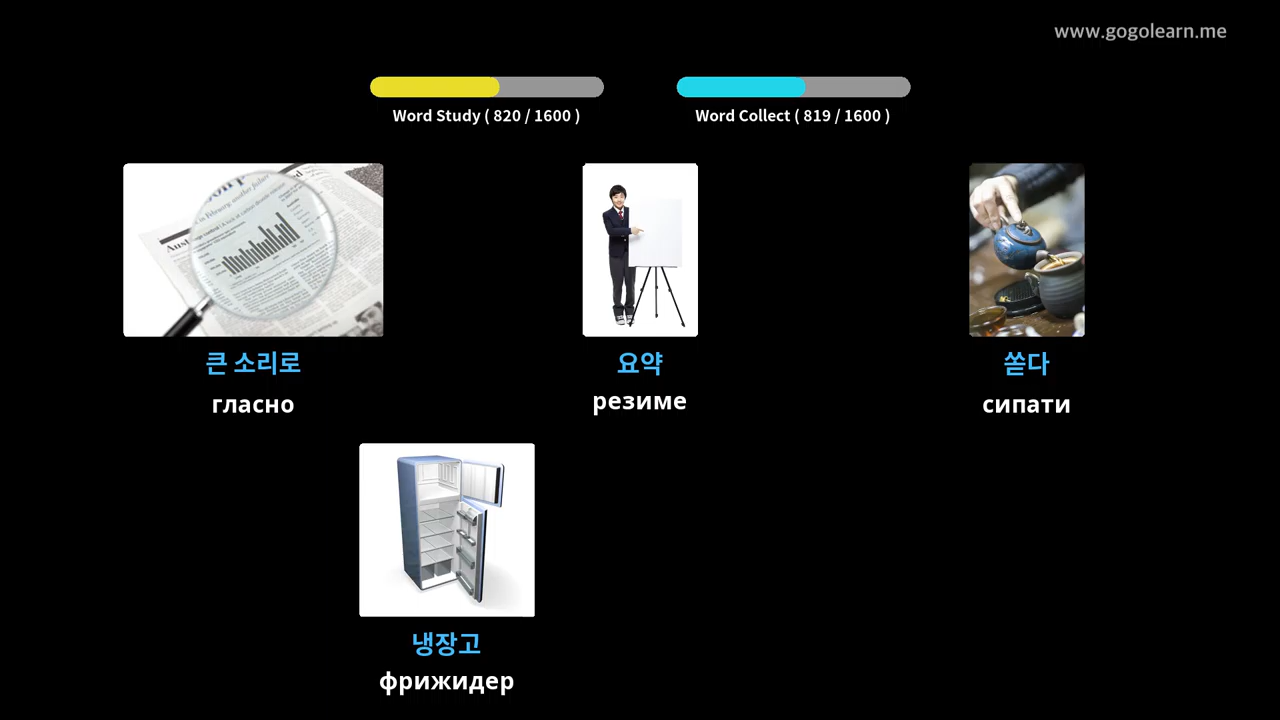 www.gogolearn.me
Word Study ( 820 / 1600 )
Word Collect ( 819 / 1600 )
큰 소리로
요약
쏟다
гласно
резиме
сипати
냉장고
фрижидер